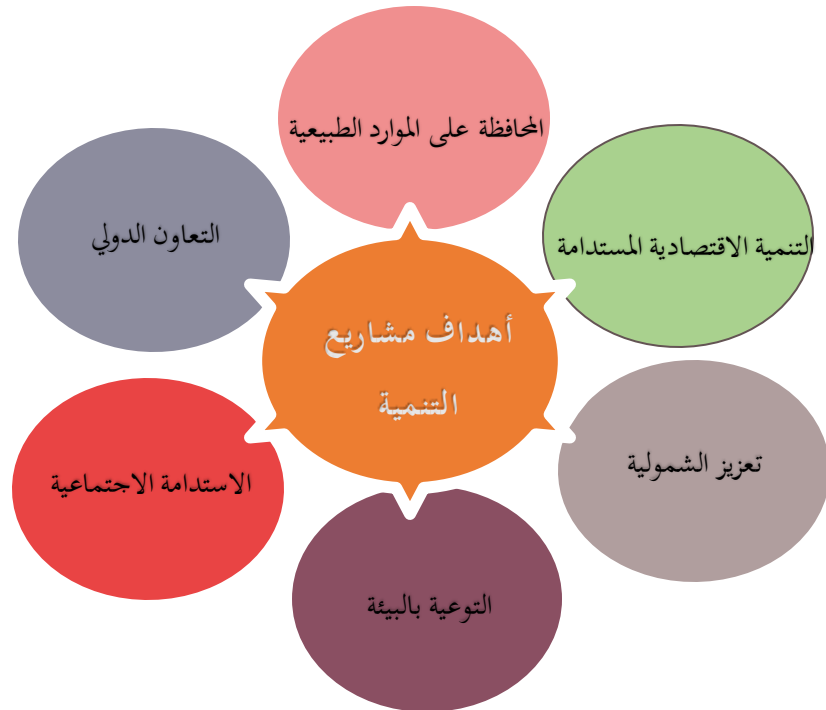 المحافظة على الموارد الطبيعية
التعاون الدولي
التنمية الاقتصادية المستدامة
أهداف مشاريع
التنمية
تعزيز الشمولية
الاستدامة الاجتماعية
التوعية بالبيئة